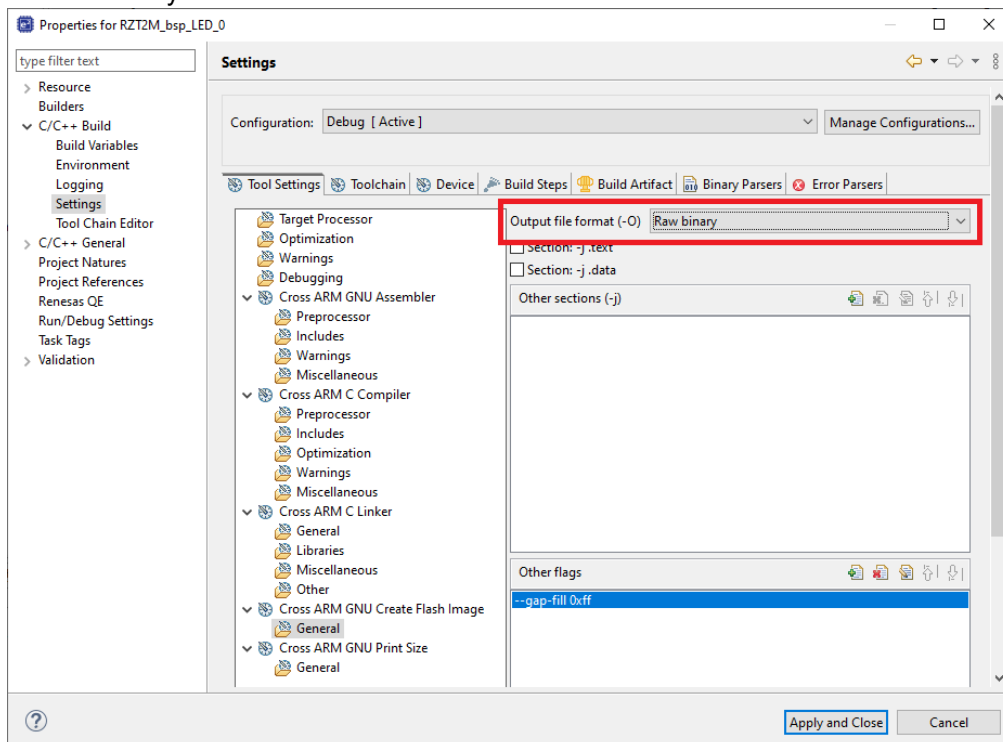 Properties for RZT2M_bsp_LED_0
type filter text
Resource
Builders
C/C++ Build
Build Variables
Environment
Logging
Settings
Tool Chain Editor
C/C++ General
Project Natures
Project References
Renesas QE
Run/Debug Settings
Task Tags
Validation
Settings
Configuration: Debug [ Active ] Manage Configurations...
Tool Settings Toolchain Device Build Steps Build Artifact Binary Parsers Error Parsers
Target Processor
Optimization
Warnings
Debugging
Cross ARM GNU Assembler
Preprocessor
Includes
Warnings
Miscellaneous
Cross ARM C Compiler
Preprocessor
Includes
Optimization
Warnings
Miscellaneous
Cross ARM C Linker
General
Libraries
Miscellaneous
Other
Cross ARM GNU Create Flash Image
General
Cross ARM GNU Print Size
General
Output file format (-O) Raw binary
Section: -j .text
Section: -j .data
Other sections (-j)
Other flags
--gap-fill 0xff
Apply and Close Cancel